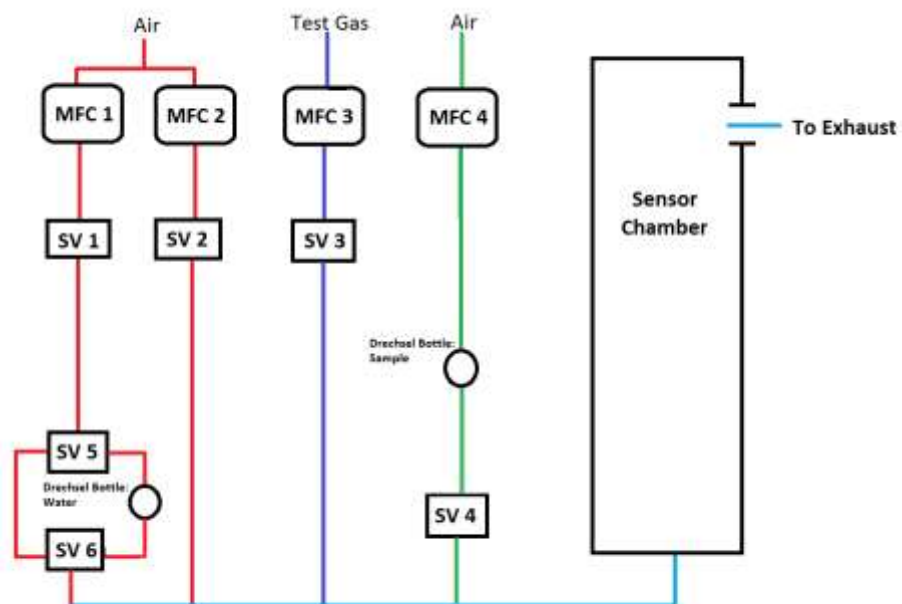 Air
Test Gas
Air
MFC 1
MFC 2
MFC 3
MFC 4
To Exhaust
Sensor
Chamber
SV 1
SV 2
SV 3
Drechsel Bottle:
Sample
SV 5
Drechsel Bottle:
Water
SV 4
SV 6